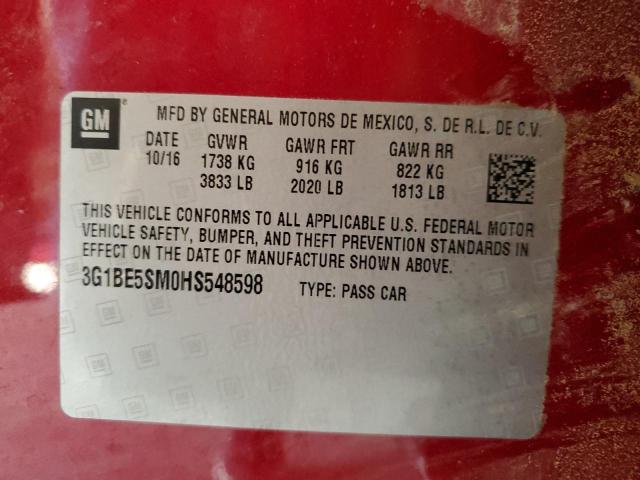 GM
MFD BY GENERAL MOTORS DE MEXICO, S. DE R.L. DE C.V.
DATE GVWR GAWR FRT GAWR RR
10/16 1738 KG 916 KG 822 KG
3833 LB 2020 LB 1813 LB
THIS VEHICLE CONFORMS TO ALL APPLICABLE U.S. FEDERAL MOTOR
VEHICLE SAFETY, BUMPER, AND THEFT PREVENTION STANDARDS IN
EFFECT ON THE DATE OF MANUFACTURE SHOWN ABOVE.
3G1BE5SM0HS548598 TYPE: PASS CAR